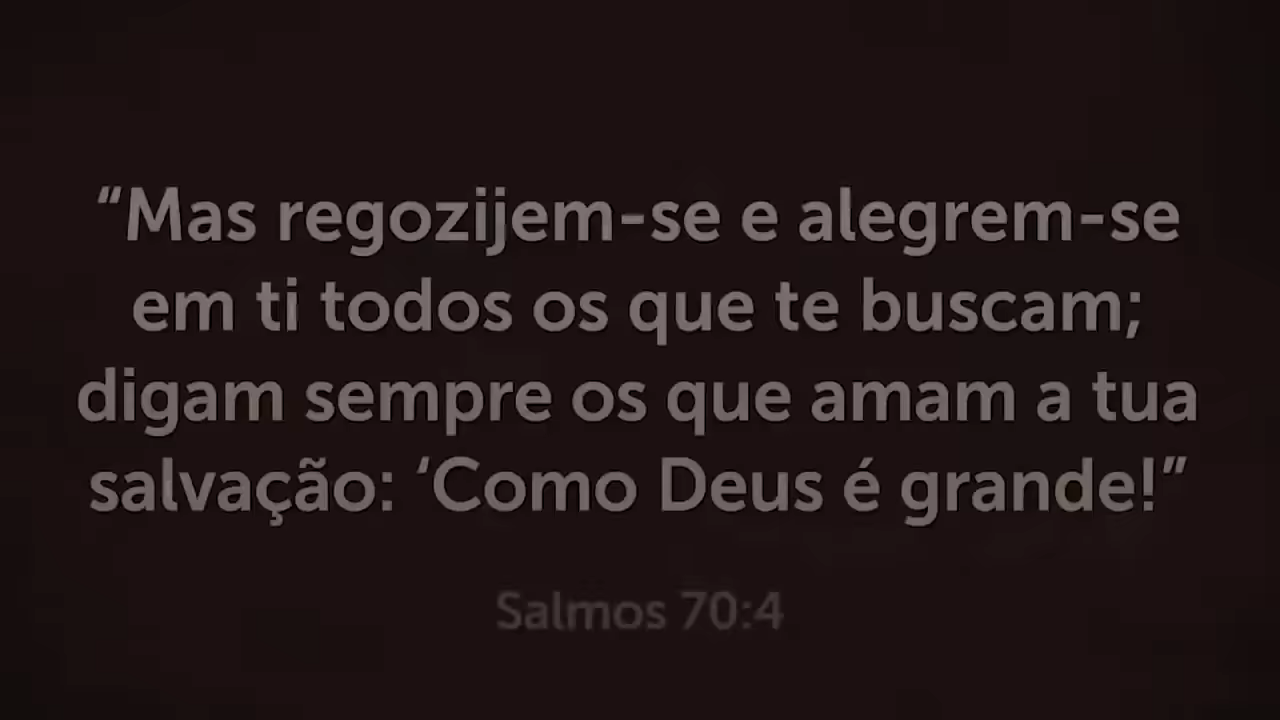 “Mas regozijem-se e alegrem-se
em ti todos os que te buscam;
digam sempre os que amam a tua
salvação: ‘Como Deus é grande!”
Salmos 70:4